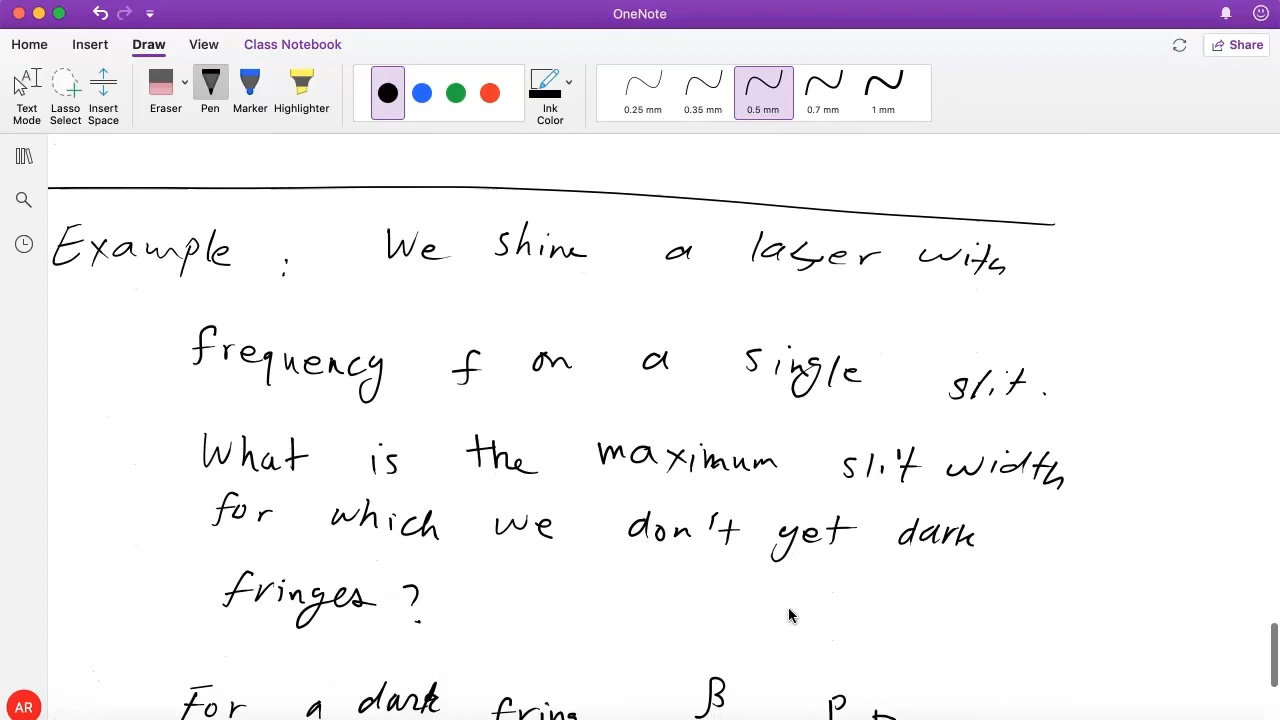 OneNote
Home Insert Draw View Class Notebook Share
Text Mode Lasso Select Insert Space Eraser Pen Marker Highlighter Ink Color 0.25 mm 0.35 mm 0.5 mm 0.7 mm 1 mm
Example : We shine a laser with
frequency f on a single slit.
What is the maximum slit width
for which we don't yet dark
fringes ?
For a dark β
AR